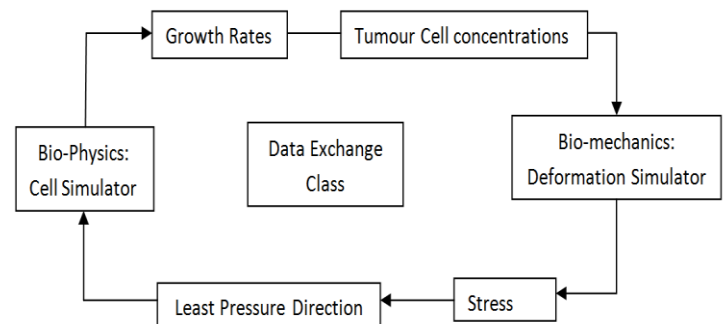 Growth Rates
Tumour Cell concentrations
Bio-Physics:
Cell Simulator
Data Exchange
Class
Bio-mechanics:
Deformation Simulator
Least Pressure Direction
Stress